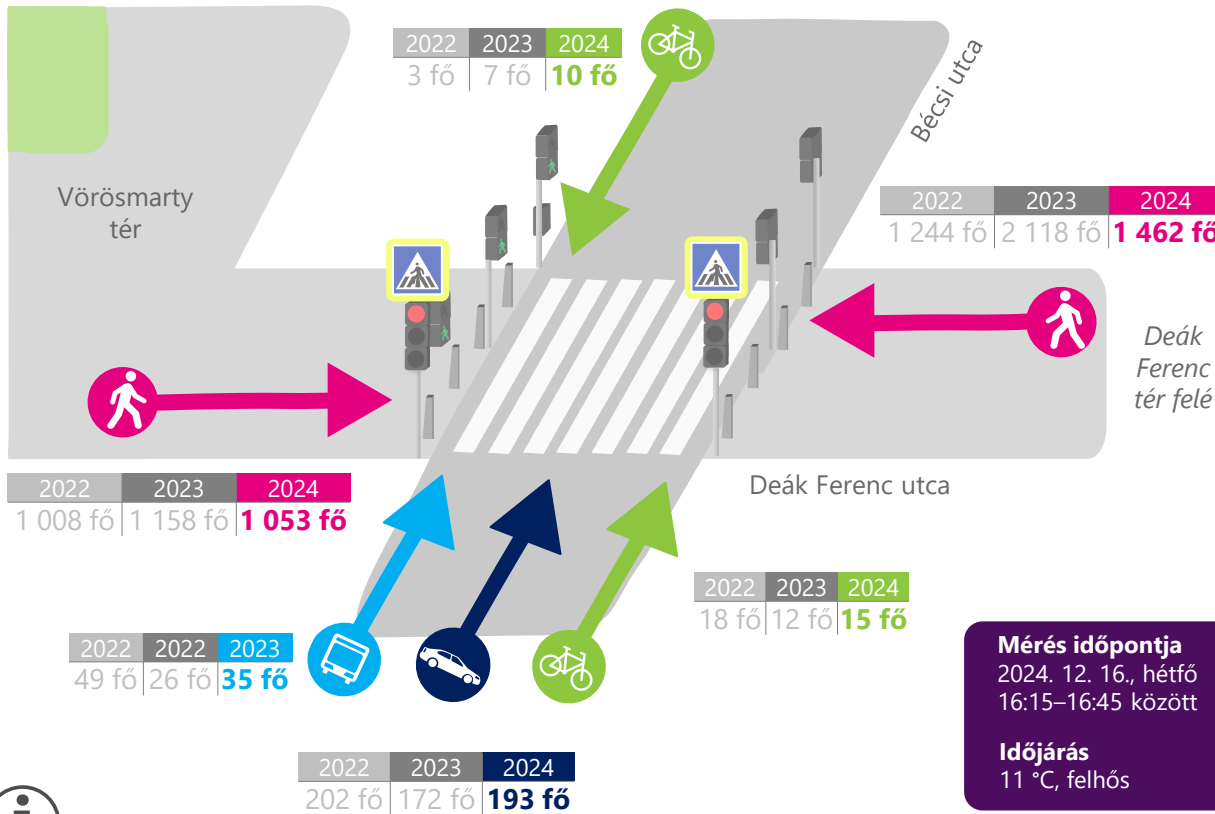 2022 2023 2024
3 fő 7 fő 10 fő
Bécsi utca
Vörösmarty
tér
2022 2023 2024
1 244 fő 2 118 fő 1 462 fő
Deák
Ferenc
tér felé
2022 2023 2024
1 008 fő 1 158 fő 1 053 fő
Deák Ferenc utca
2022 2023 2024
18 fő 12 fő 15 fő
2022 2022 2023
49 fő 26 fő 35 fő
Mérés időpontja
2024. 12. 16., hétfő
16:15–16:45 között
Időjárás
11 °C, felhős
2022 2023 2024
202 fő 172 fő 193 fő